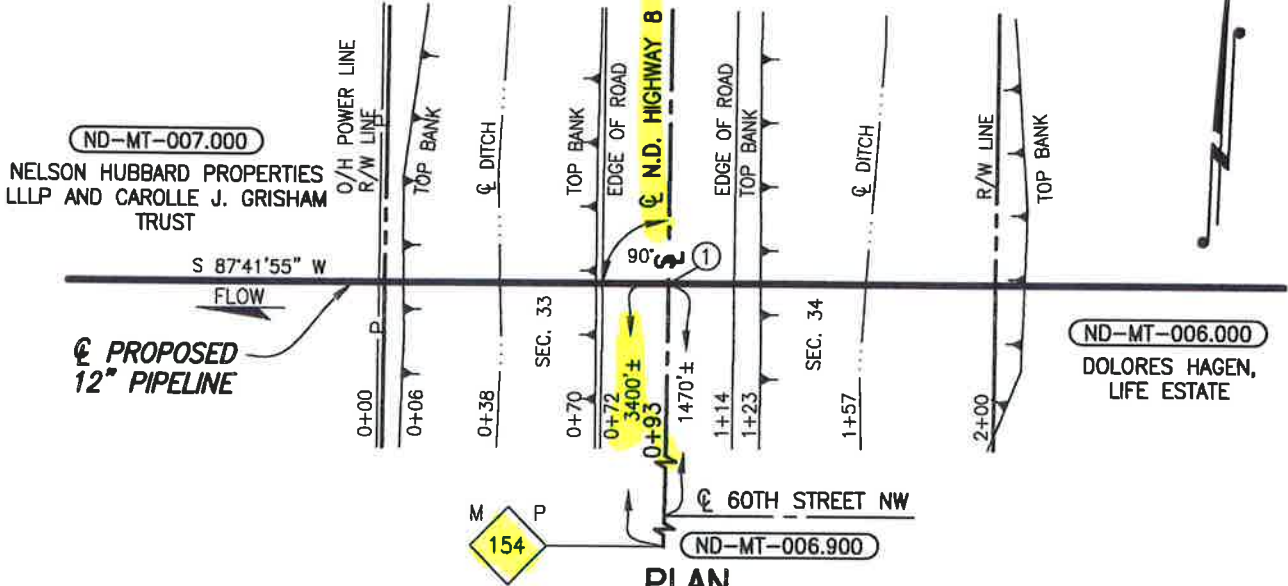 ND-MT-007.000
NELSON HUBBARD PROPERTIES
LLLP AND CAROLLE J. GRISHAM
TRUST
O/H POWER LINE
R/W LINE
P
TOP BANK
℄ DITCH
TOP BANK
EDGE OF ROAD
℄ N.D. HIGHWAY 8
EDGE OF ROAD
TOP BANK
℄ DITCH
R/W LINE
TOP BANK
90°
1
S 87°41'55" W
FLOW
℄ PROPOSED
12" PIPELINE
P
SEC. 33
SEC. 34
ND-MT-006.000
DOLORES HAGEN,
LIFE ESTATE
0+00
0+06
0+38
0+70
0+72
3400'±
0+93
1470'±
1+14
1+23
1+57
2+00
℄ 60TH STREET NW
M P
154
ND-MT-006.900
PLAN